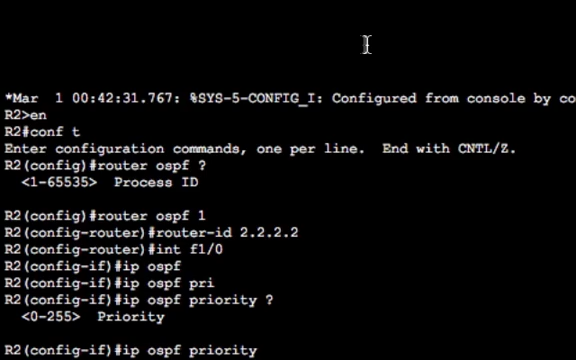 *Mar  1 00:42:31.767: %SYS-5-CONFIG_I: Configured from console by co
R2>en
R2#conf t
Enter configuration commands, one per line.  End with CNTL/Z.
R2(config)#router ospf ?
  <1-65535>  Process ID
R2(config)#router ospf 1
R2(config-router)#router-id 2.2.2.2
R2(config-router)#int f1/0
R2(config-if)#ip ospf
R2(config-if)#ip ospf pri
R2(config-if)#ip ospf priority ?
  <0-255>  Priority
R2(config-if)#ip ospf priority